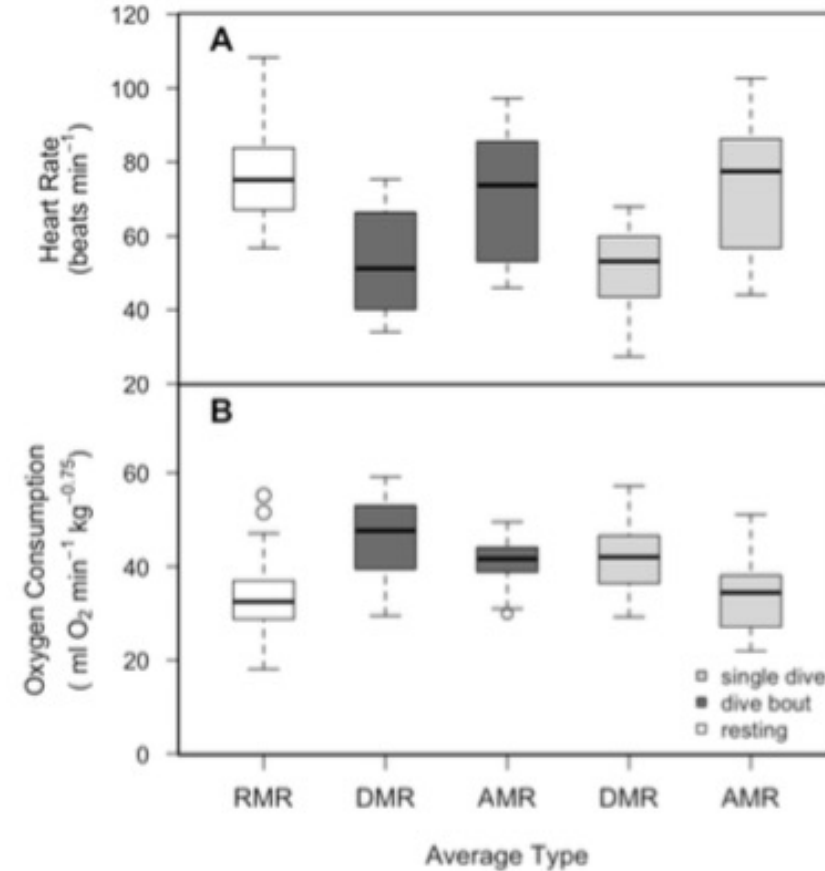 A
120
100
80
60
40
20
Heart Rate
(beats min⁻¹)
B
60
40
20
0
Oxygen Consumption
( ml O₂ min⁻¹ kg⁻⁰·⁷⁵)
single dive
dive bout
resting
RMR DMR AMR DMR AMR
Average Type